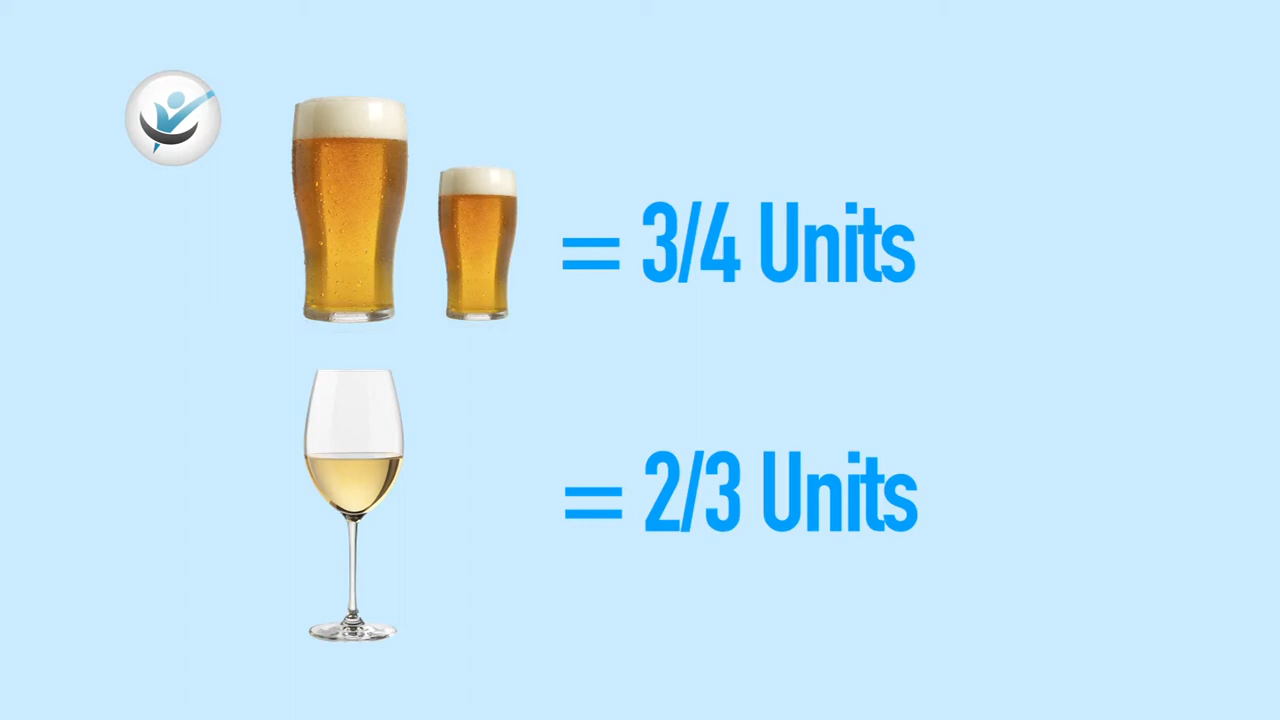 = 3/4 Units
= 2/3 Units